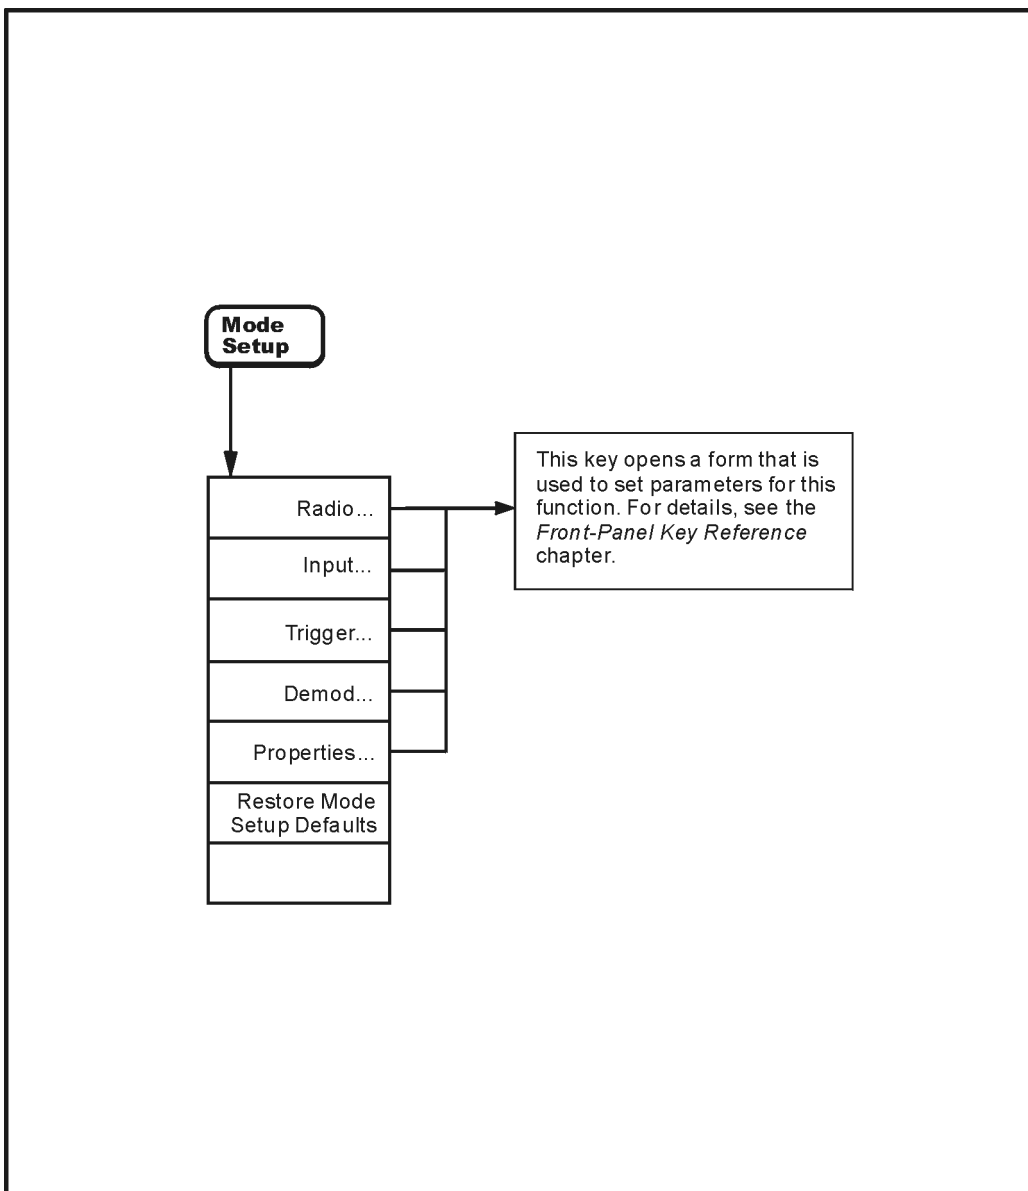 Mode
Setup
Radio...
Input...
Trigger...
Demod...
Properties...
Restore Mode
Setup Defaults
This key opens a form that is
used to set parameters for this
function. For details, see the
Front-Panel Key Reference
chapter.